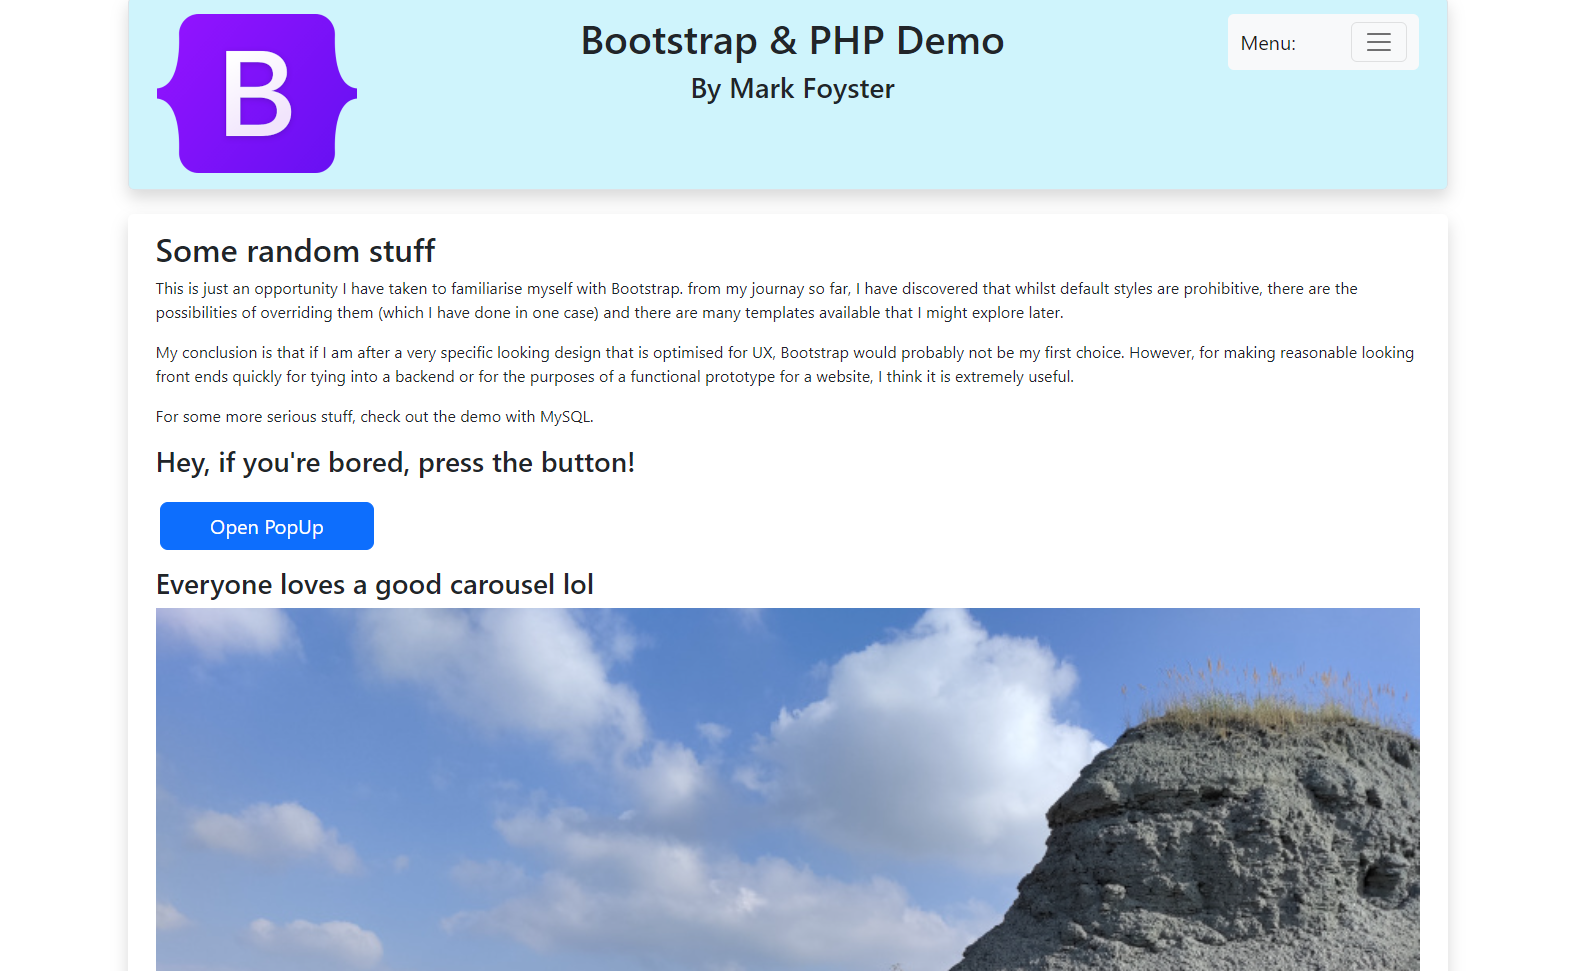 B
Bootstrap & PHP Demo
By Mark Foyster
Menu:
Some random stuff
This is just an opportunity I have taken to familiarise myself with Bootstrap. from my journay so far, I have discovered that whilst default styles are prohibitive, there are the
possibilities of overriding them (which I have done in one case) and there are many templates available that I might explore later.
My conclusion is that if I am after a very specific looking design that is optimised for UX, Bootstrap would probably not be my first choice. However, for making reasonable looking
front ends quickly for tying into a backend or for the purposes of a functional prototype for a website, I think it is extremely useful.
For some more serious stuff, check out the demo with MySQL.
Hey, if you're bored, press the button!
Open PopUp
Everyone loves a good carousel lol